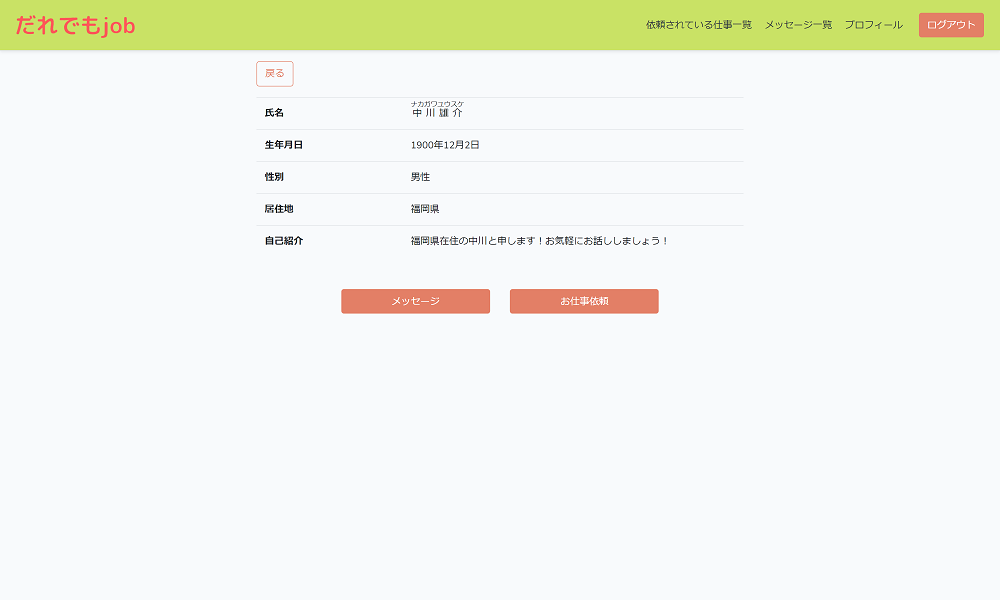 だれでもjob
依頼されている仕事一覧 メッセージ一覧 プロフィール ログアウト
戻る
ナカガワユウスケ
氏名 中川雄介
生年月日 1900年12月2日
性別 男性
居住地 福岡県
自己紹介 福岡県在住の中川と申します！お気軽にお話ししましょう！
メッセージ お仕事依頼